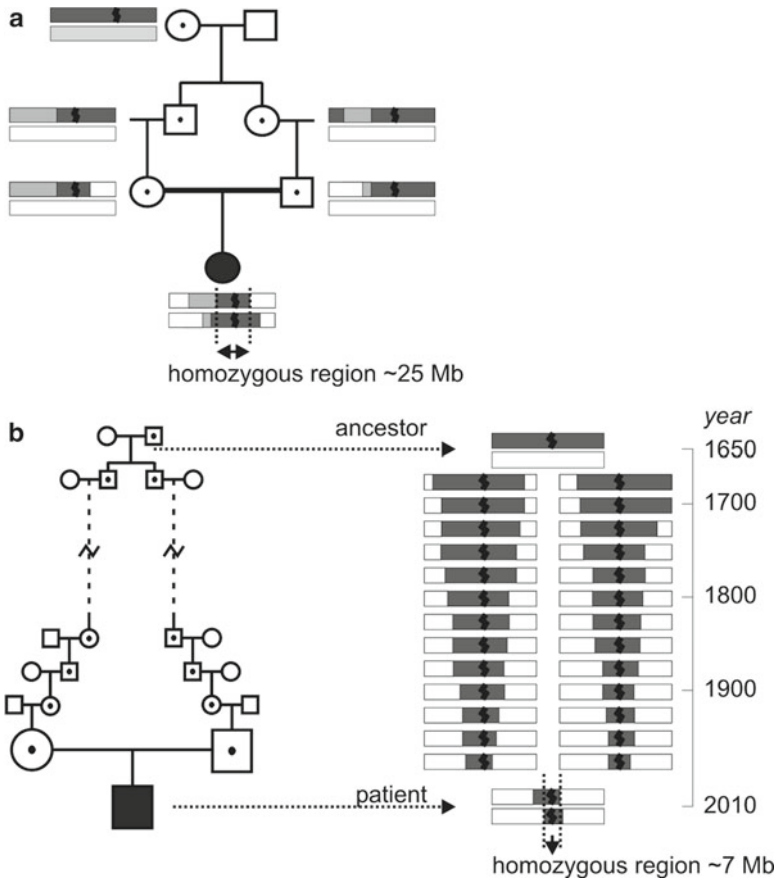 a
homozygous region ~25 Mb
b
ancestor
year
1650
1700
1800
1900
patient
2010
homozygous region ~7 Mb